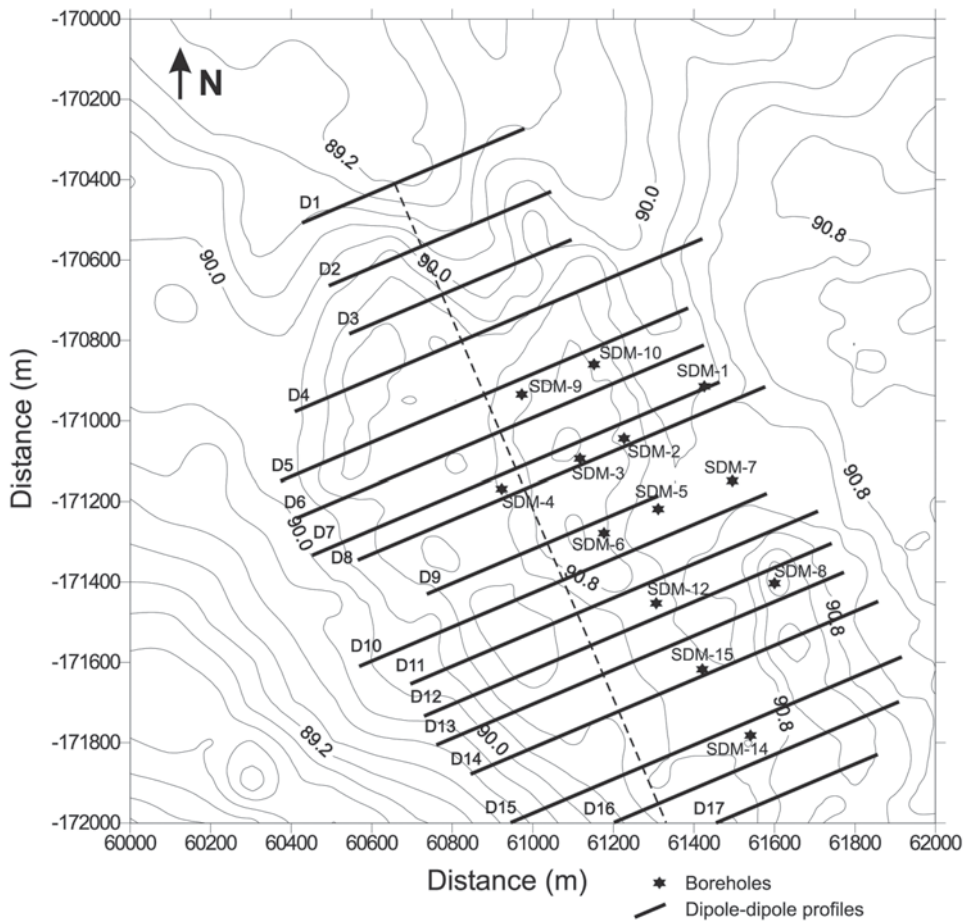 -170000
N
-170200
89.2
-170400
D1
90.0
90.8
90.0
D2
90.0
-170600
D3
-170800
SDM-10
D4
SDM-9
SDM-1
-171000
SDM-2
D5
SDM-3
SDM-7
90.8
-171200
SDM-4
SDM-5
D6
90.0
D7
D8
SDM-6
-171400
D9
90.8
SDM-8
SDM-12
90.8
-171600
D10
SDM-15
D11
D12
D13
90.8
-171800
89.2
90.0
D14
SDM-14
D15
D16
D17
-172000
60000 60200 60400 60600 60800 61000 61200 61400 61600 61800 62000
Distance (m)
Distance (m)
Boreholes
Dipole-dipole profiles